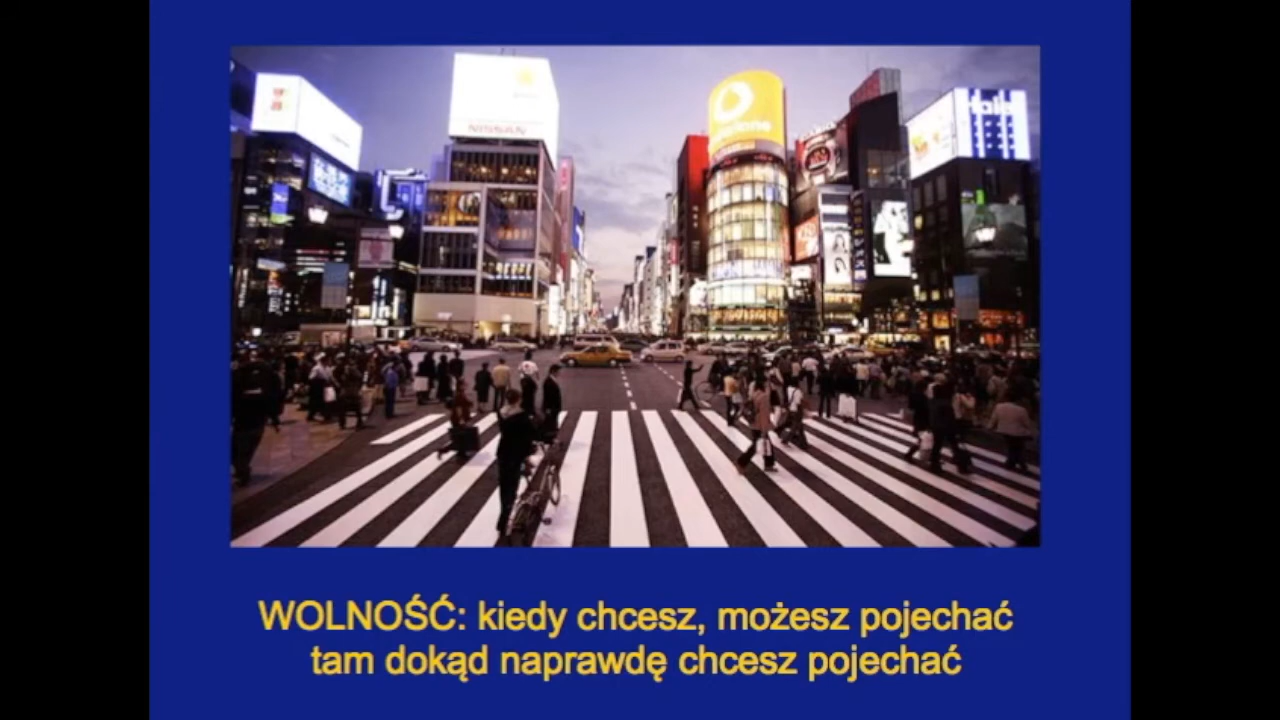 NISSAN
WOLNOŚĆ: kiedy chcesz, możesz pojechać
tam dokąd naprawdę chcesz pojechać